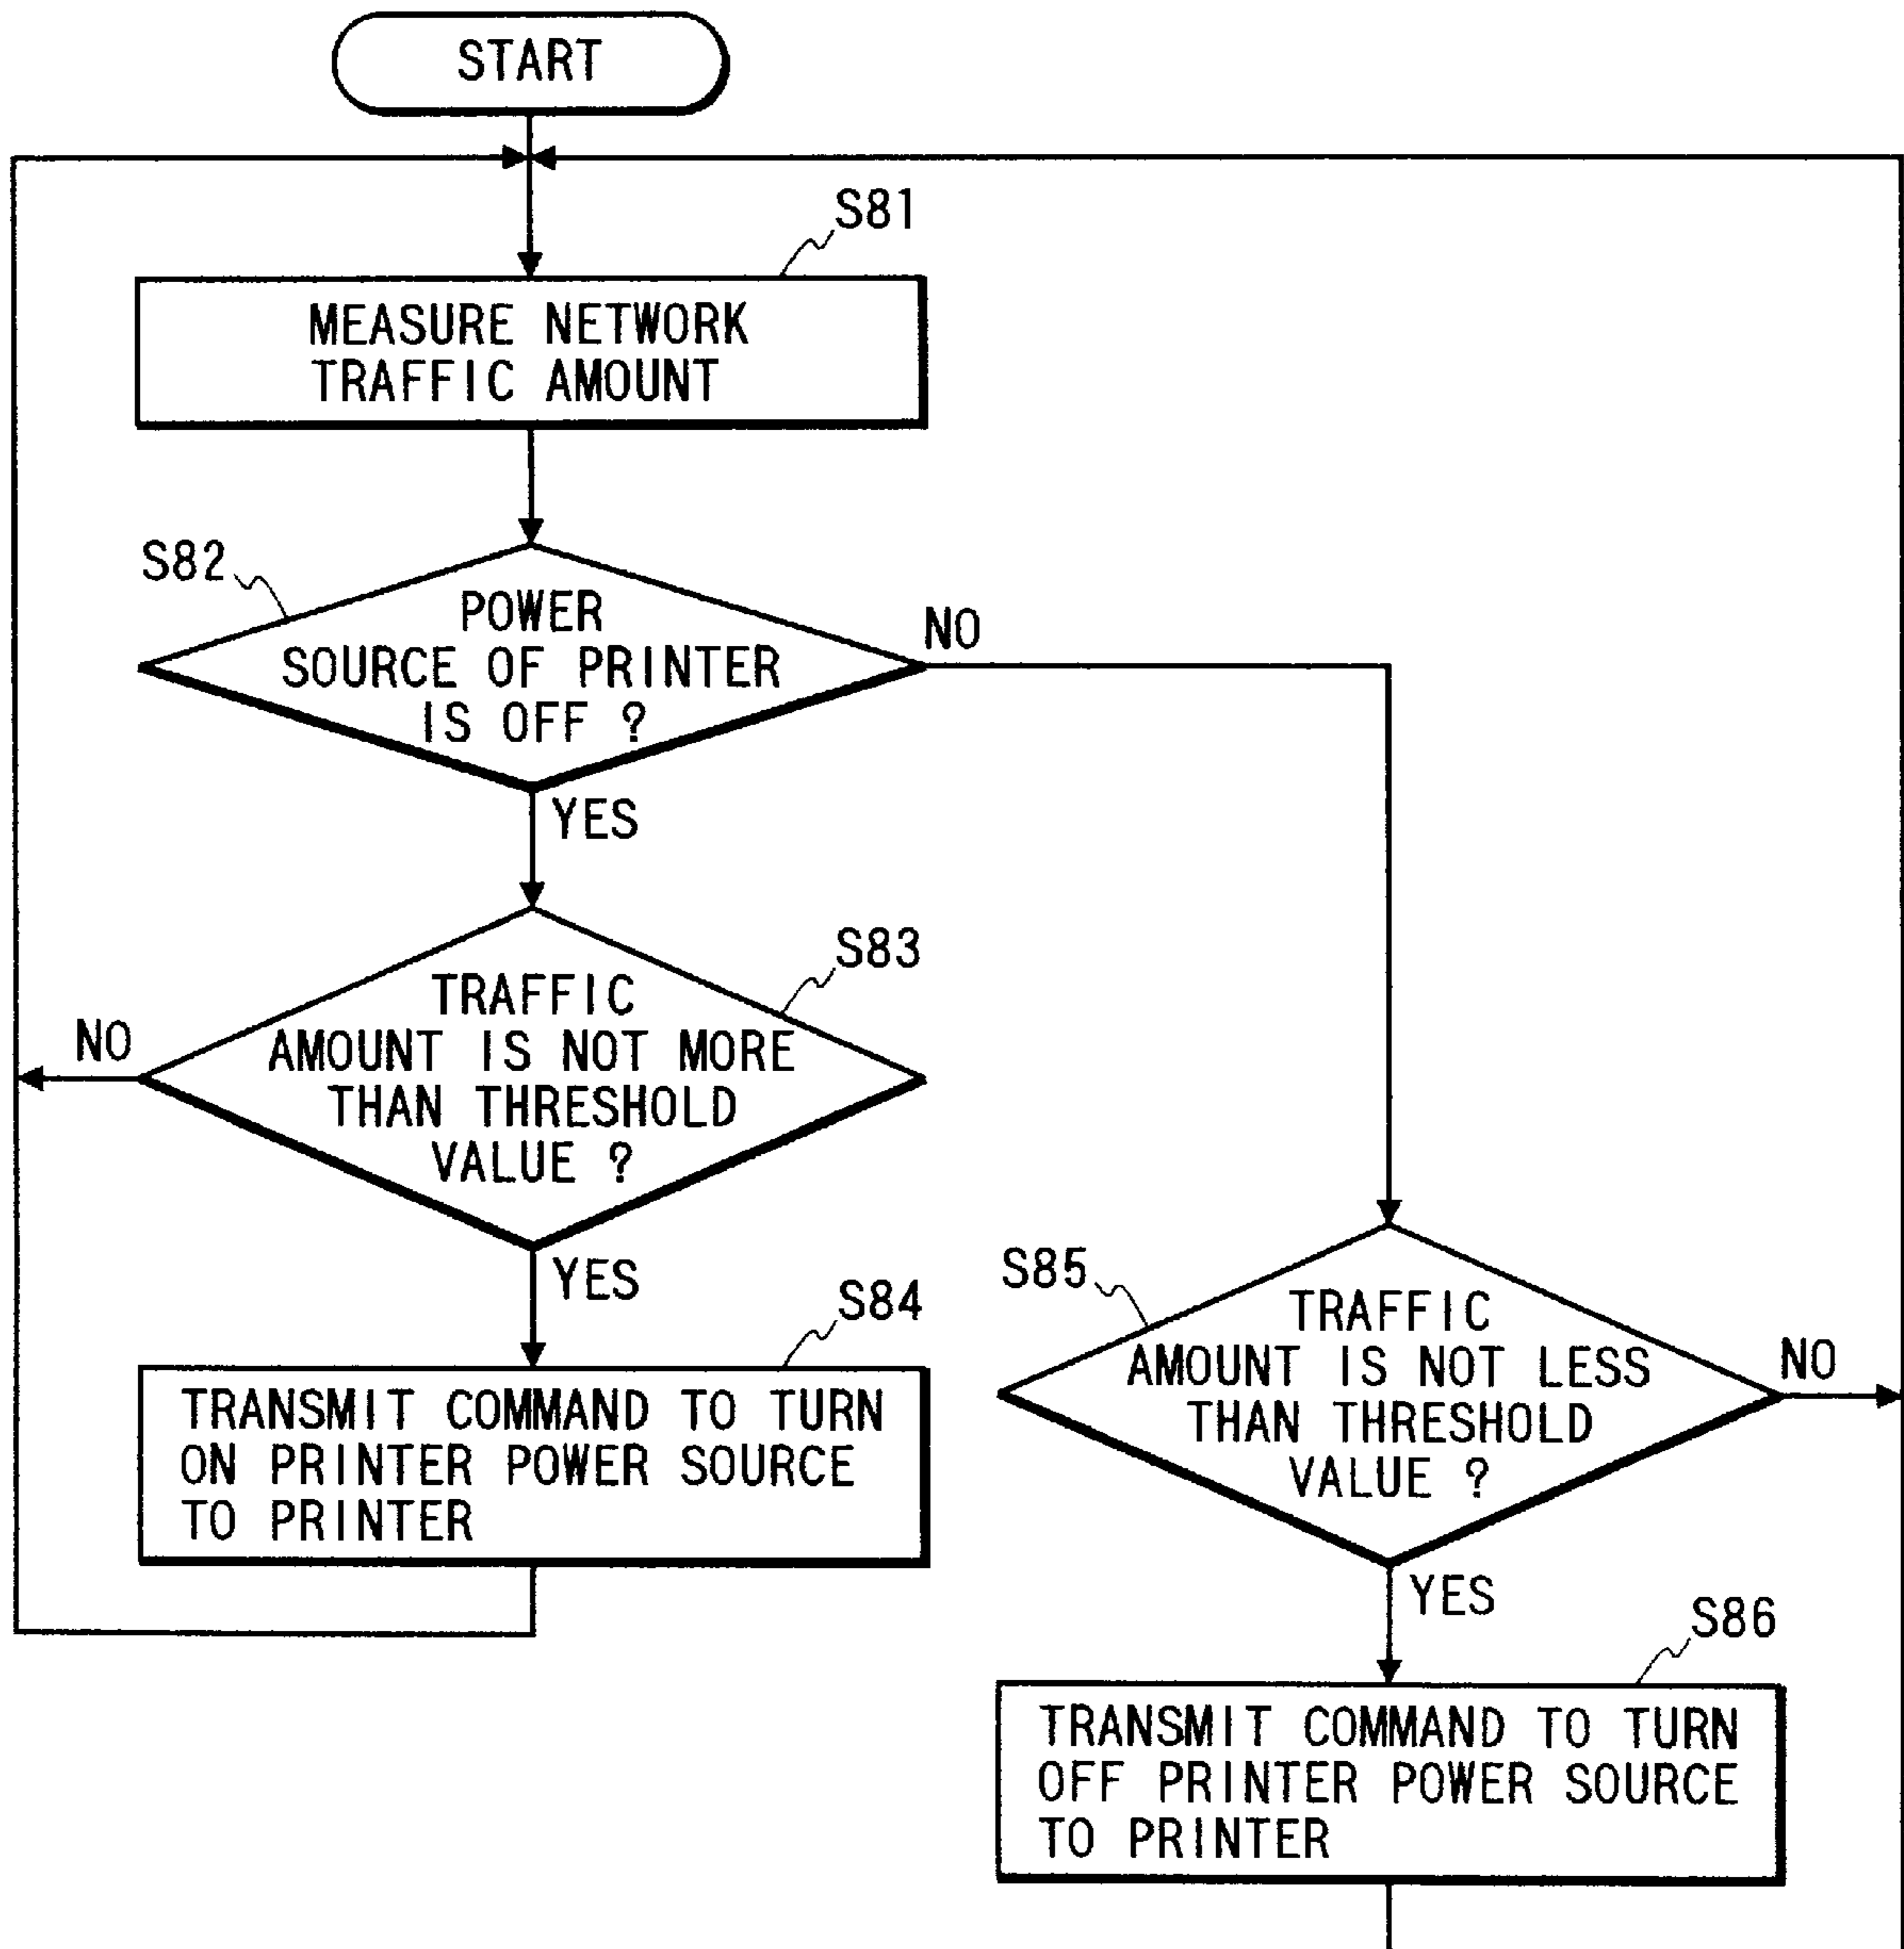 START
S81
MEASURE NETWORK
TRAFFIC AMOUNT
S82
POWER
SOURCE OF PRINTER
IS OFF ?
NO
YES
S83
TRAFFIC
AMOUNT IS NOT MORE
THAN THRESHOLD
VALUE ?
NO
YES
S84
TRANSMIT COMMAND TO TURN
ON PRINTER POWER SOURCE
TO PRINTER
S85
TRAFFIC
AMOUNT IS NOT LESS
THAN THRESHOLD
VALUE ?
NO
YES
S86
TRANSMIT COMMAND TO TURN
OFF PRINTER POWER SOURCE
TO PRINTER